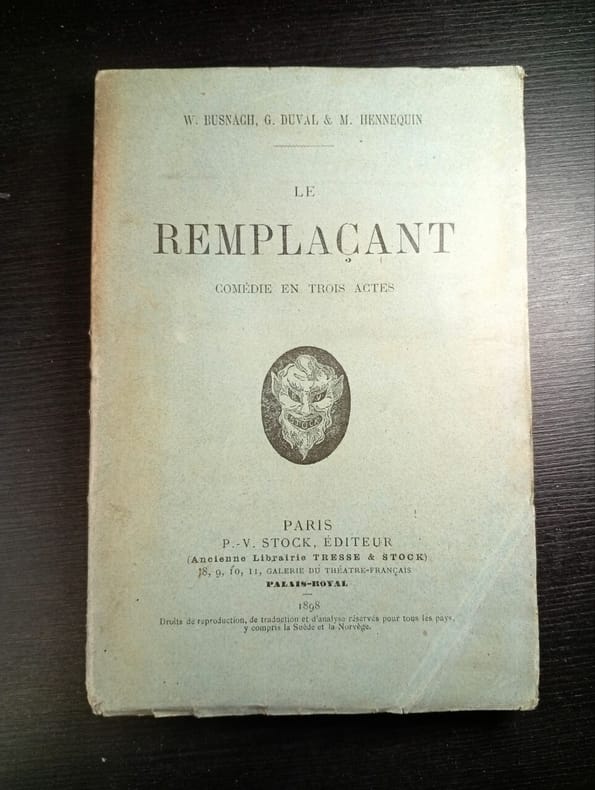 W. BUSNACH, G. DUVAL & M. HENNEQUIN
LE
REMPLAÇANT
COMÉDIE EN TROIS ACTES
STOCK
PARIS
P.-V. STOCK, ÉDITEUR
(Ancienne Librairie TRESSE & STOCK)
8, 9, 10, 11, GALERIE DU THÉATRE-FRANÇAIS
PALAIS-ROYAL
1898
Droits de reproduction, de traduction et d'analyse réservés pour tous les pays,
y compris la Suède et la Norvège.